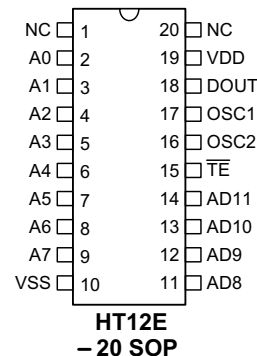 NC 1 20 NC
A0 2 19 VDD
A1 3 18 DOUT
A2 4 17 OSC1
A3 5 16 OSC2
A4 6 15 T̅E̅
A5 7 14 AD11
A6 8 13 AD10
A7 9 12 AD9
VSS 10 11 AD8
HT12E
– 20 SOP